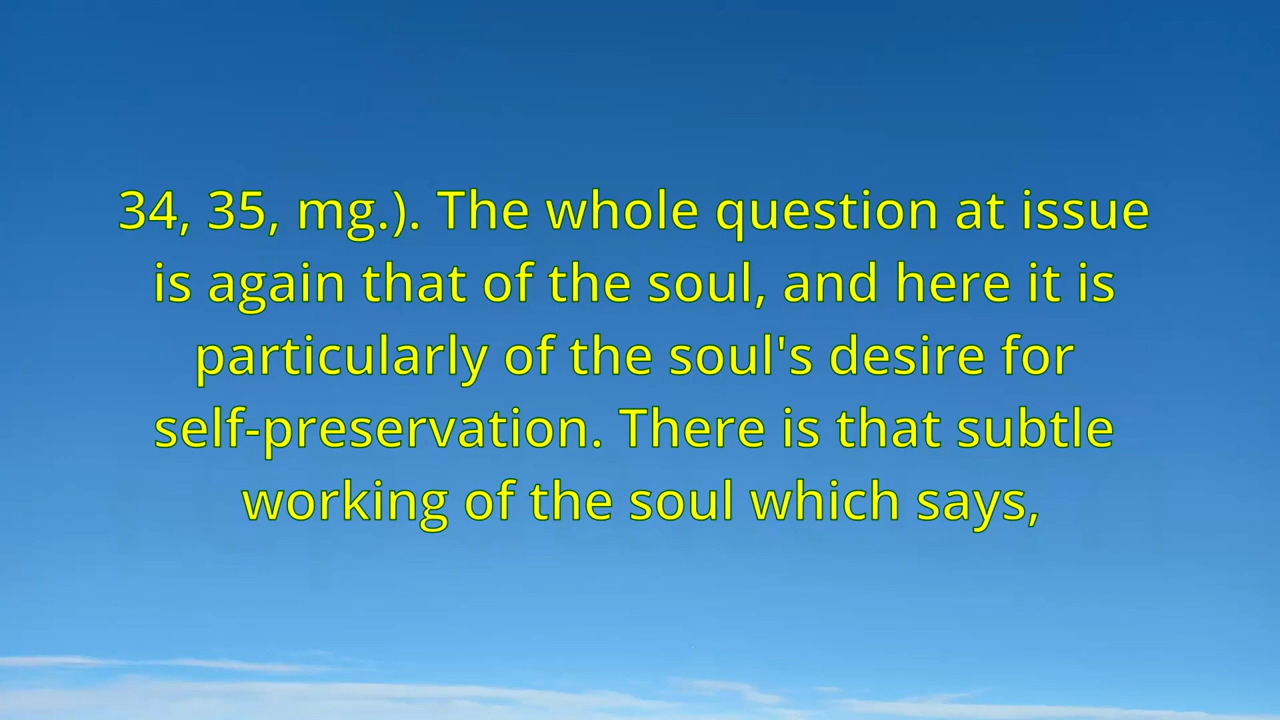 34, 35, mg.). The whole question at issue
is again that of the soul, and here it is
particularly of the soul's desire for
self-preservation. There is that subtle
working of the soul which says,